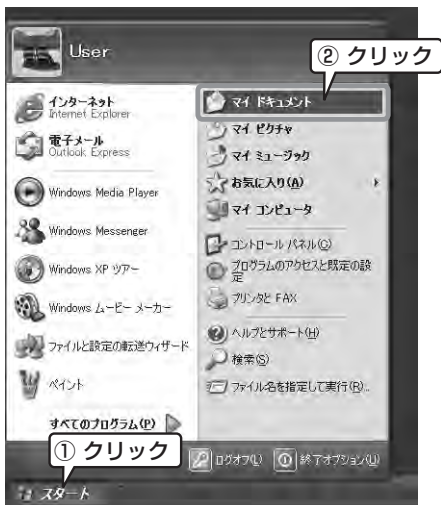 User
② クリック
インターネット
Internet Explorer
電子メール
Outlook Express
Windows Media Player
Windows Messenger
Windows XP ツアー
Windows ムービー メーカー
ファイルと設定の転送ウィザード
ペイント
すべてのプログラム(P)
マイ ドキュメント
マイ ピクチャ
マイ ミュージック
お気に入り(A)
マイ コンピュータ
コントロール パネル(C)
プログラムのアクセスと既定の設
定
プリンタと FAX
ヘルプとサポート(H)
検索(S)
ファイル名を指定して実行(R)...
① クリック
ログオフ(L)
終了オプション(U)
スタート